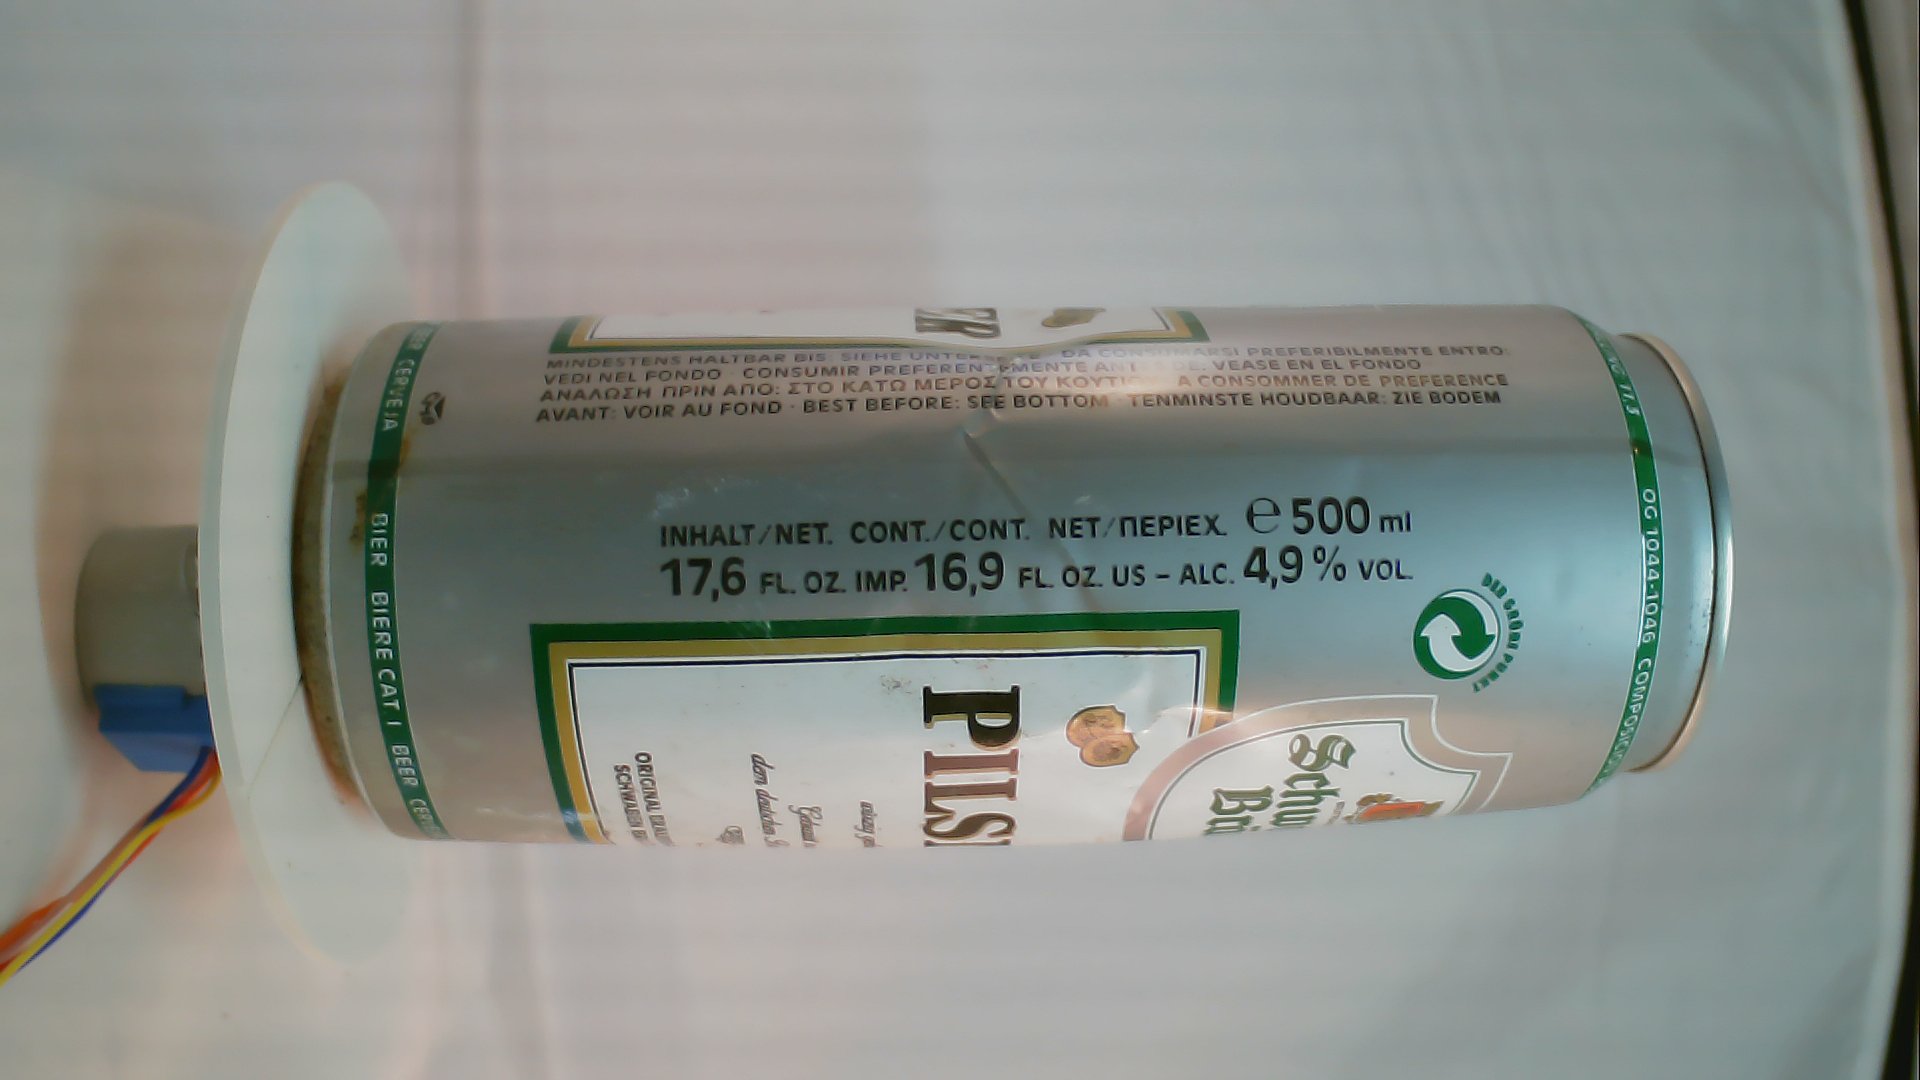 MINDESTENS HALTBAR BIS: SIEHE · DA CONSUMARSI PREFERIBILMENTE ENTRO:
VEDI NEL FONDO · CONSUMIR PREFERENTEMENTE ANTES DE: VEASE EN EL FONDO
ΑΝΑΛΩΣΗ ΠΡΙΝ ΑΠΟ: ΣΤΟ ΚΑΤΩ ΜΕΡΟΣ ΤΟΥ A CONSOMMER DE PREFERENCE
AVANT: VOIR AU FOND · BEST BEFORE: SEE BOTTOM · TENMINSTE HOUDBAAR: ZIE BODEM
INHALT/NET. CONT./CONT. NET/ΠΕΡΙΕΧ. ℮ 500 ml
17,6 FL. OZ. IMP. 16,9 FL. OZ. US – ALC. 4,9% VOL.
DER GRÜNE PUNKT
PILS
ORIGINAL
SCHWABEN
CERVEJA BIER BIERE CAT. I BEER
OG 1044-1046